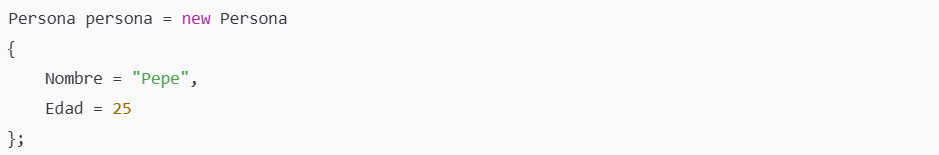 Persona persona = new Persona
{
    Nombre = "Pepe",
    Edad = 25
};